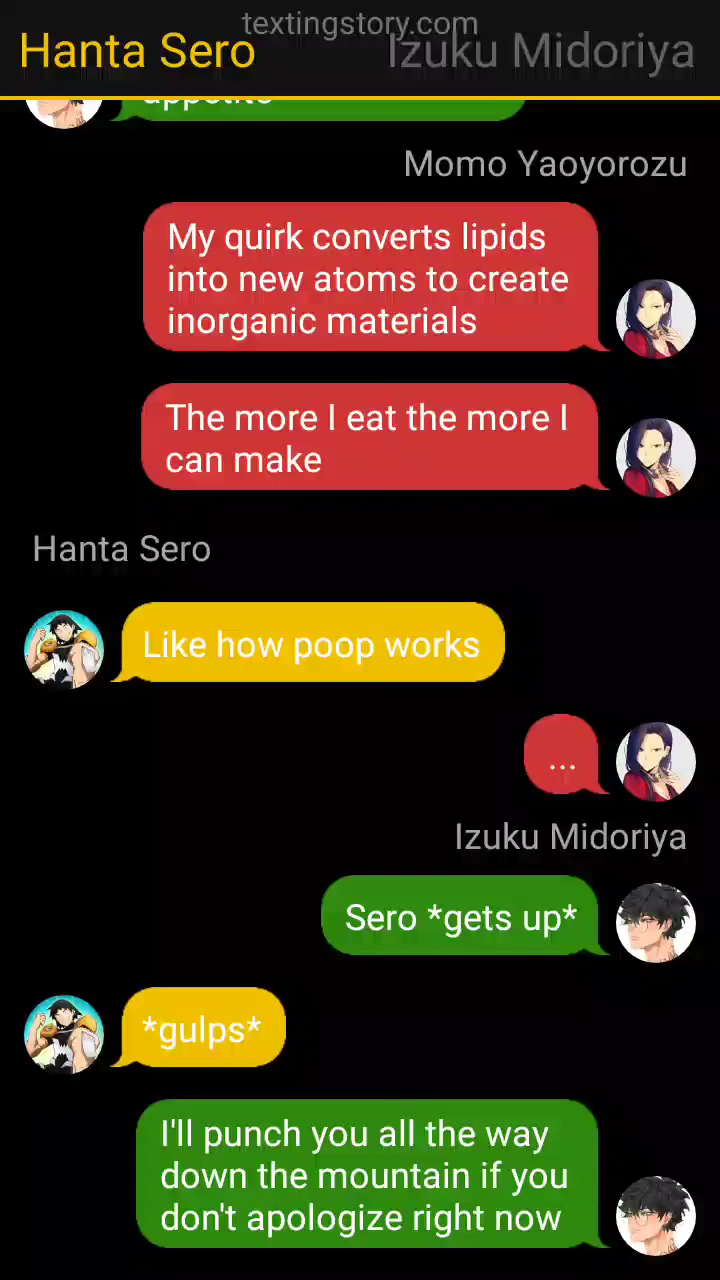 textingstory.com
Hanta Sero
Izuku Midoriya
appetite
Momo Yaoyorozu
My quirk converts lipids
into new atoms to create
inorganic materials
The more I eat the more I
can make
Hanta Sero
Like how poop works
...
Izuku Midoriya
Sero *gets up*
*gulps*
I'll punch you all the way
down the mountain if you
don't apologize right now